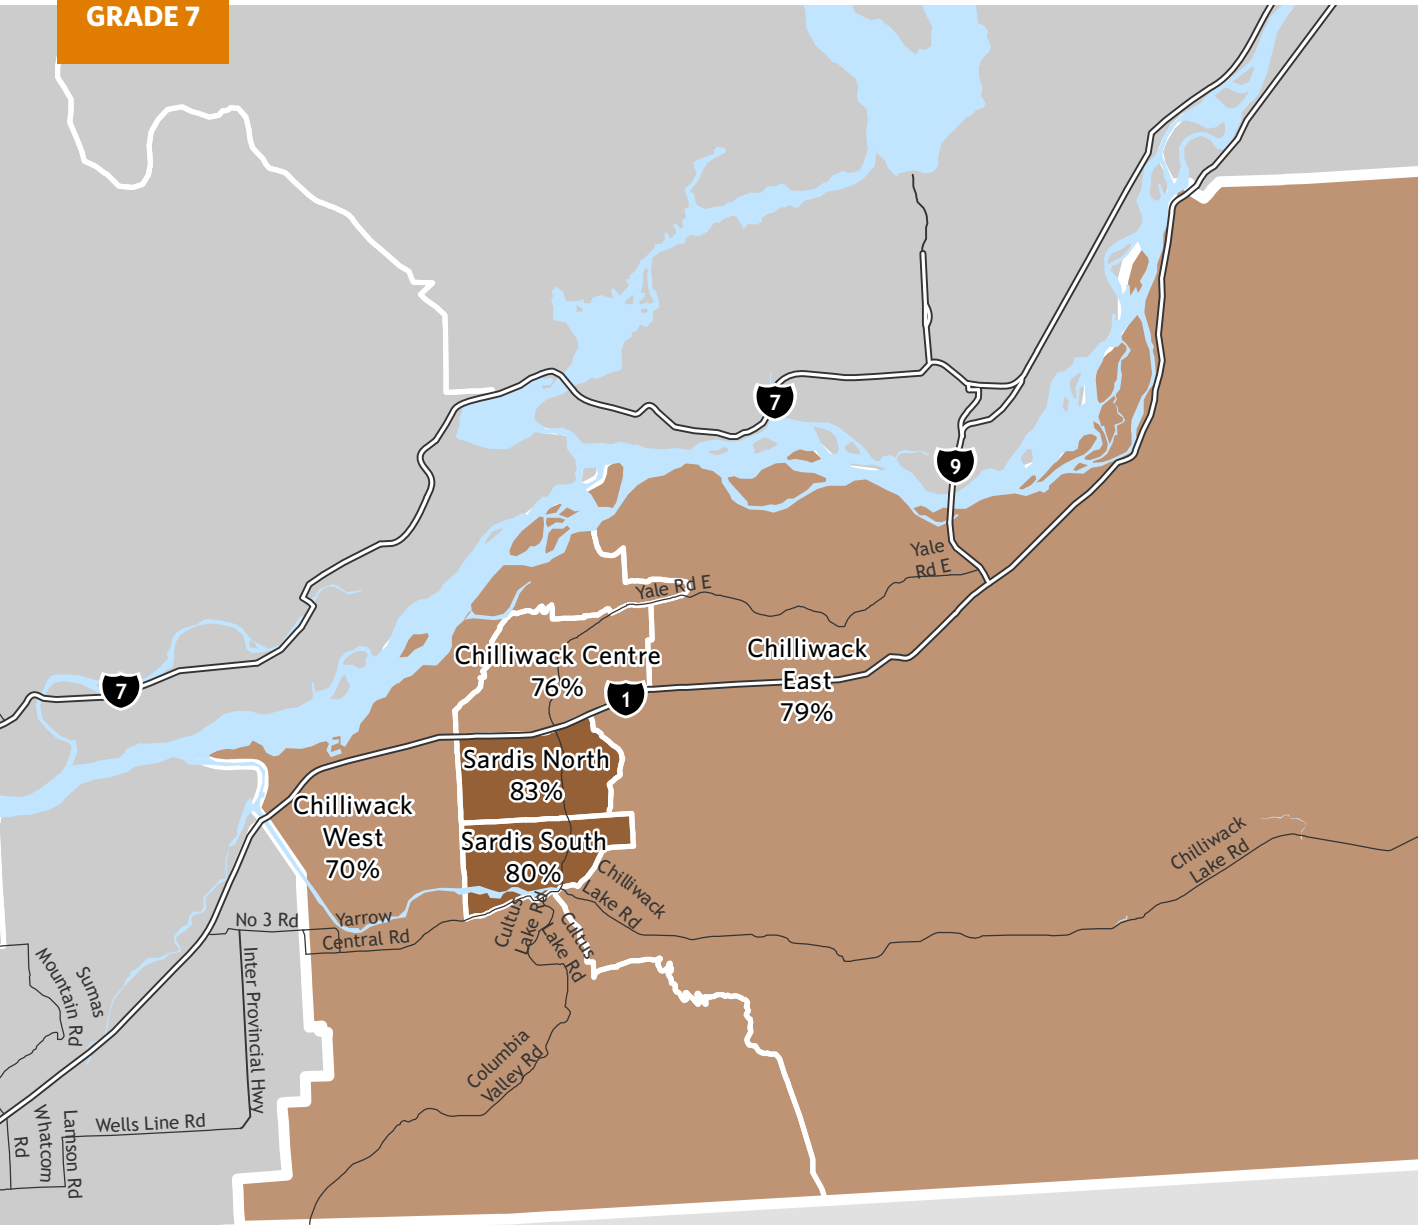 GRADE 7
7
9
Yale
Rd E
Yale Rd E
Chilliwack Centre
76%
Chilliwack
East
79%
7
1
Sardis North
83%
Chilliwack
West
70%
Sardis South
80%
Chilliwack
Lake Rd
Chilliwack
Lake Rd
No 3 Rd
Yarrow
Central Rd
Cultus
Lake Rd
Cultus
Lake Rd
Sumas
Mountain Rd
Inter Provincial Hwy
Columbia
Valley Rd
Wells Line Rd
Whatcom
Rd
Lamson Rd